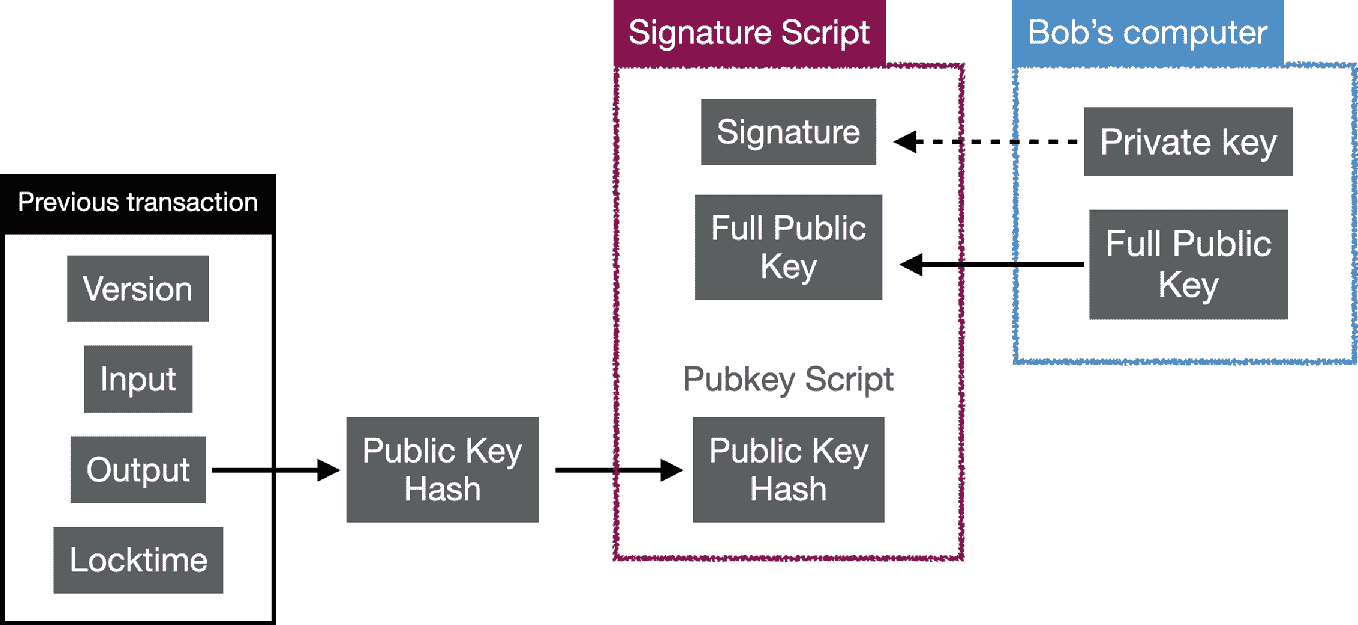 Signature Script
Bob's computer
Signature
Private key
Full Public
Key
Full Public
Key
Previous transaction
Version
Input
Output
Locktime
Public Key
Hash
Pubkey Script
Public Key
Hash